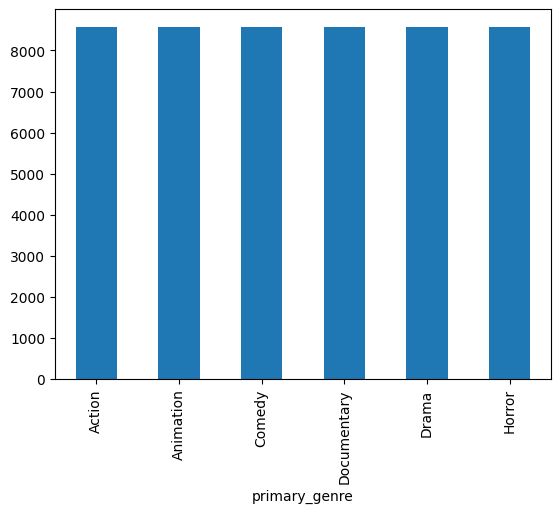 8000
7000
6000
5000
4000
3000
2000
1000
0
Action
Animation
Comedy
Documentary
Drama
Horror
primary_genre